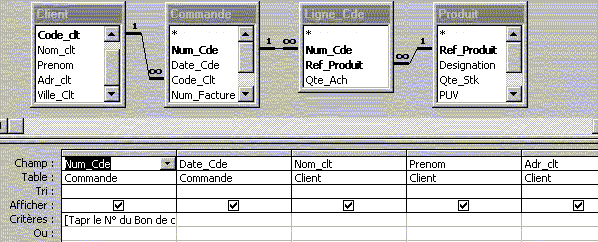 Client
Code_clt
Nom_clt
Prenom
Adr_clt
Ville_Clt
1
∞
Commande
*
Num_Cde
Date_Cde
Code_Clt
Num_Facture
1
∞
Ligne_Cde
*
Num_Cde
Ref_Produit
Qte_Ach
∞
1
Produit
*
Ref_Produit
Designation
Qte_Stk
PUV
Champ : Num_Cde Date_Cde Nom_clt Prenom Adr_clt
Table : Commande Commande Client Client Client
Tri :
Afficher :
Critères : [Tapr le N° du Bon de c
Ou :